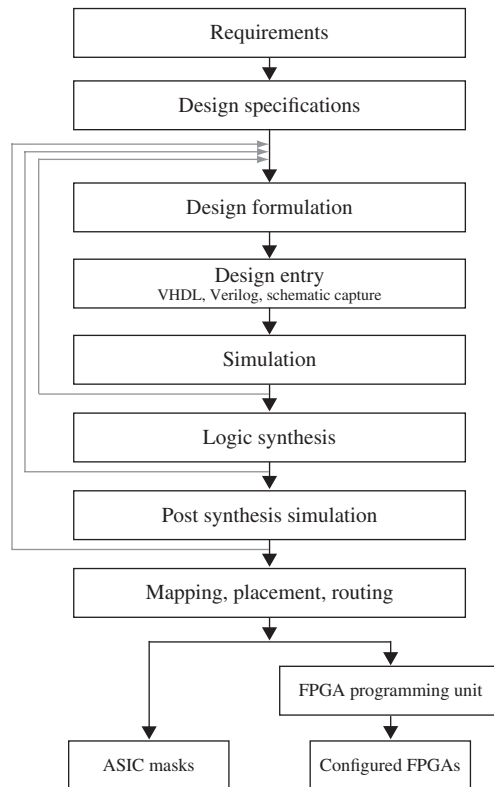 Requirements
Design specifications
Design formulation
Design entry
VHDL, Verilog, schematic capture
Simulation
Logic synthesis
Post synthesis simulation
Mapping, placement, routing
FPGA programming unit
ASIC masks
Configured FPGAs